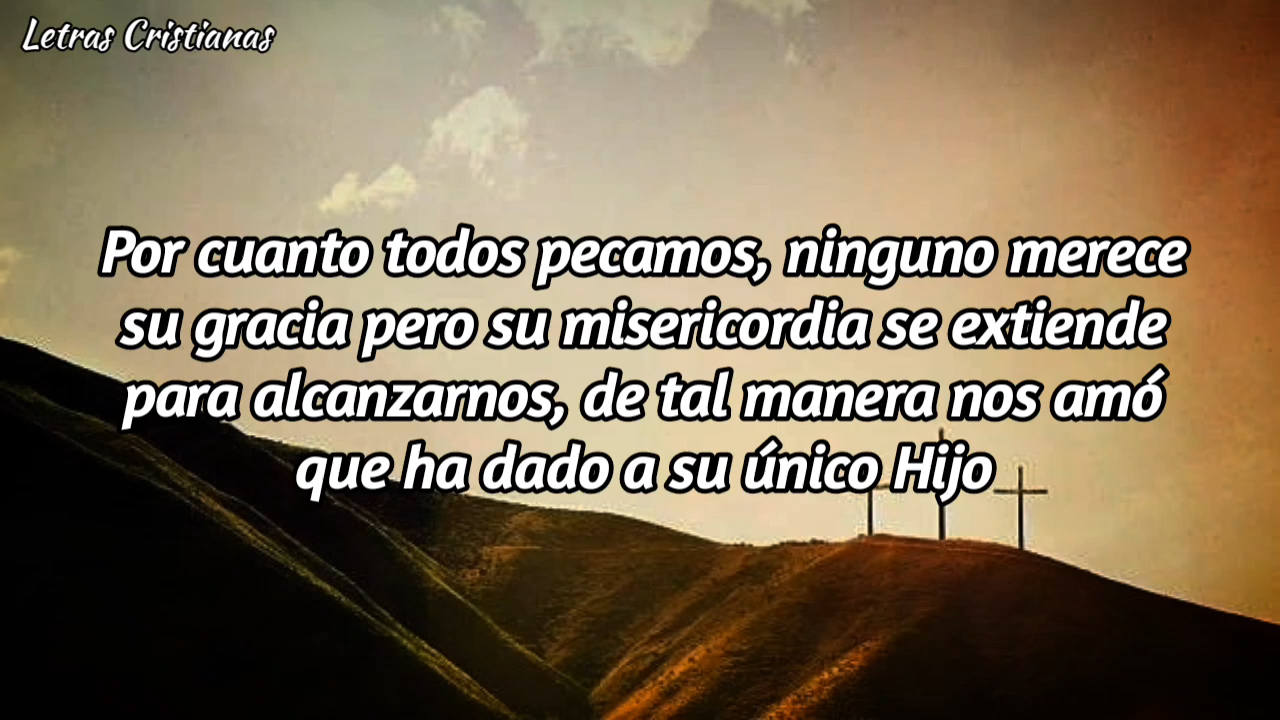 Letras Cristianas
Por cuanto todos pecamos, ninguno merece
su gracia pero su misericordia se extiende
para alcanzarnos, de tal manera nos amó
que ha dado a su único Hijo